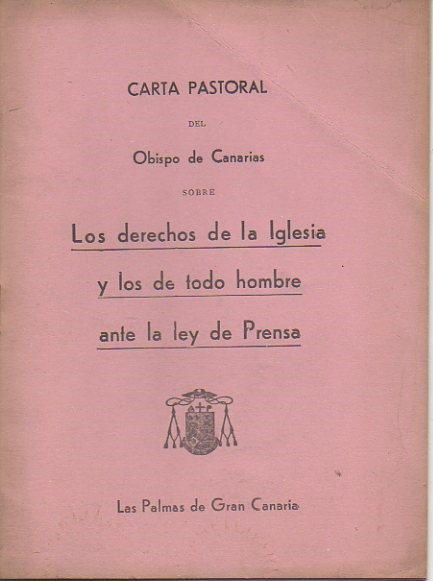 CARTA PASTORAL
DEL
Obispo de Canarias
SOBRE
Los derechos de la Iglesia
y los de todo hombre
ante la ley de Prensa
Las Palmas de Gran Canaria